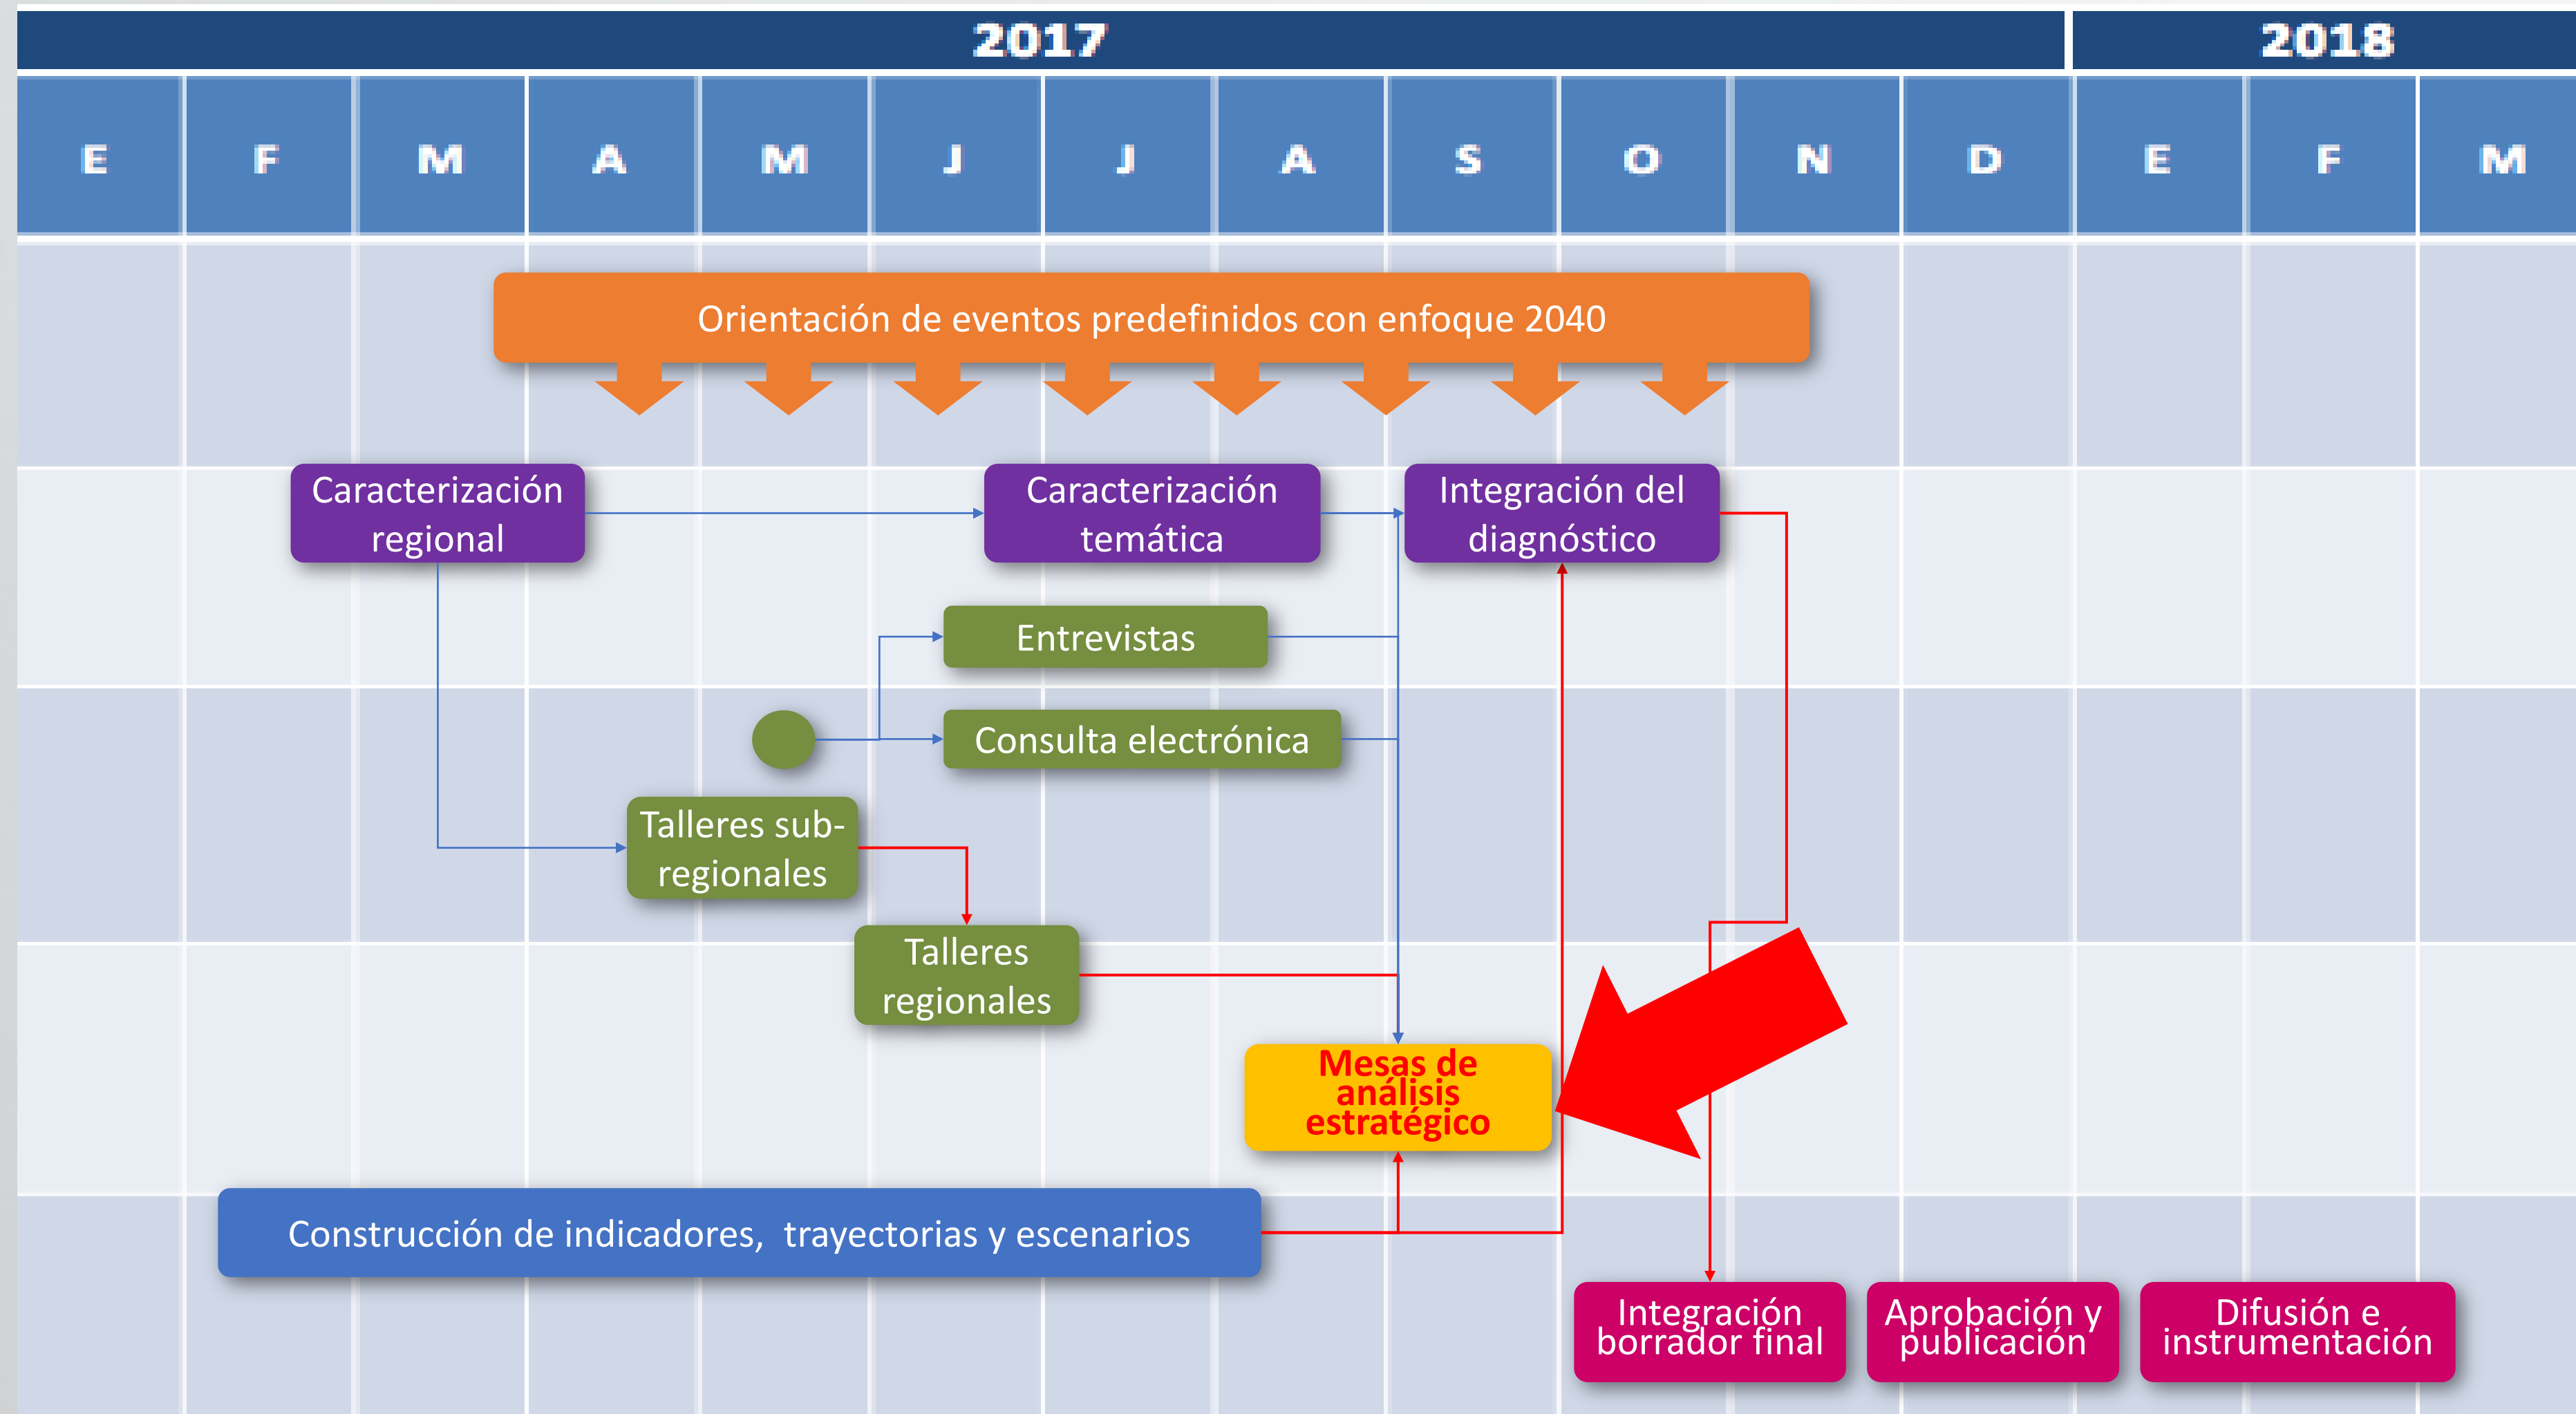 2017 2018
E F M A M J J A S O N D E F M
Orientación de eventos predefinidos con enfoque 2040
Caracterización
regional
Caracterización
temática
Integración del
diagnóstico
Entrevistas
Consulta electrónica
Talleres sub-
regionales
Talleres
regionales
Mesas de
análisis
estratégico
Construcción de indicadores, trayectorias y escenarios
Integración
borrador final
Aprobación y
publicación
Difusión e
instrumentación